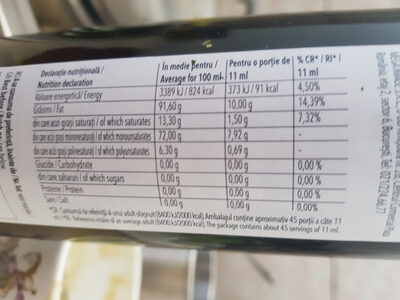 Declarație nutrițională / Nutrition declaration | În medie pentru / Average for 100 ml | Pentru o porție de 11 ml | % CR* / RI* / 11 ml
Valoare energetică/ Energy 3389 kJ / 824 kcal 373 kJ / 91 kcal 4,50%
Grăsimi / Fat 91,60 g 10,00 g 14,39%
din care acizi grași saturați / of which saturates 13,30 g 1,50 g 7,32%
din care acizi grași mononesaturați / of which monounsaturates 72,00 g 7,92 g -
din care acizi grași polinesaturați / of which polyunsaturates 6,30 g 0,69 g -
Glucide / Carbohydrate 0,00 g 0,00 g 0,00 %
din care zaharuri / of which sugars 0,00 g 0,00 g 0,00 %
Proteine / Protein 0,00 g 0,00 g 0,00 %
Sare / Salt 0,00 g 0,00 g 0,00%
*CR - Consumul de referință al unui adult obișnuit (8400 kJ/2000 kcal). Ambalajul conține aproximativ 45 porții a câte 11
ml. / *RI - Reference intake of an average adult (8400 kJ/2000 kcal). The package contains about 45 servings of 11 ml